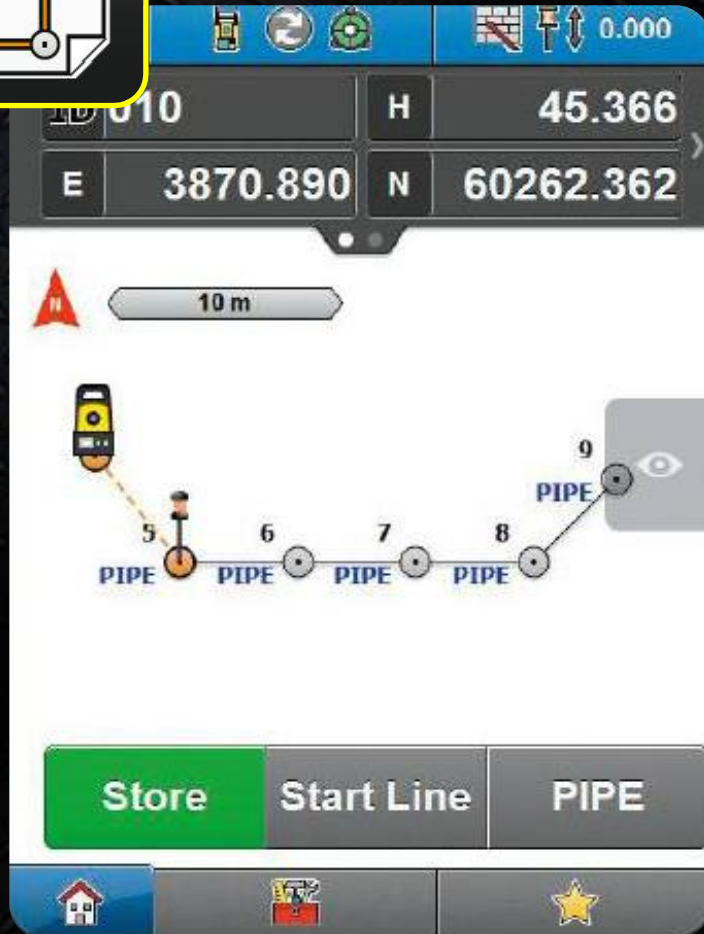 0.000
ID 010 H 45.366
E 3870.890 N 60262.362
N 10 m
9
PIPE
5 6 7 8
PIPE PIPE PIPE PIPE
Store Start Line PIPE